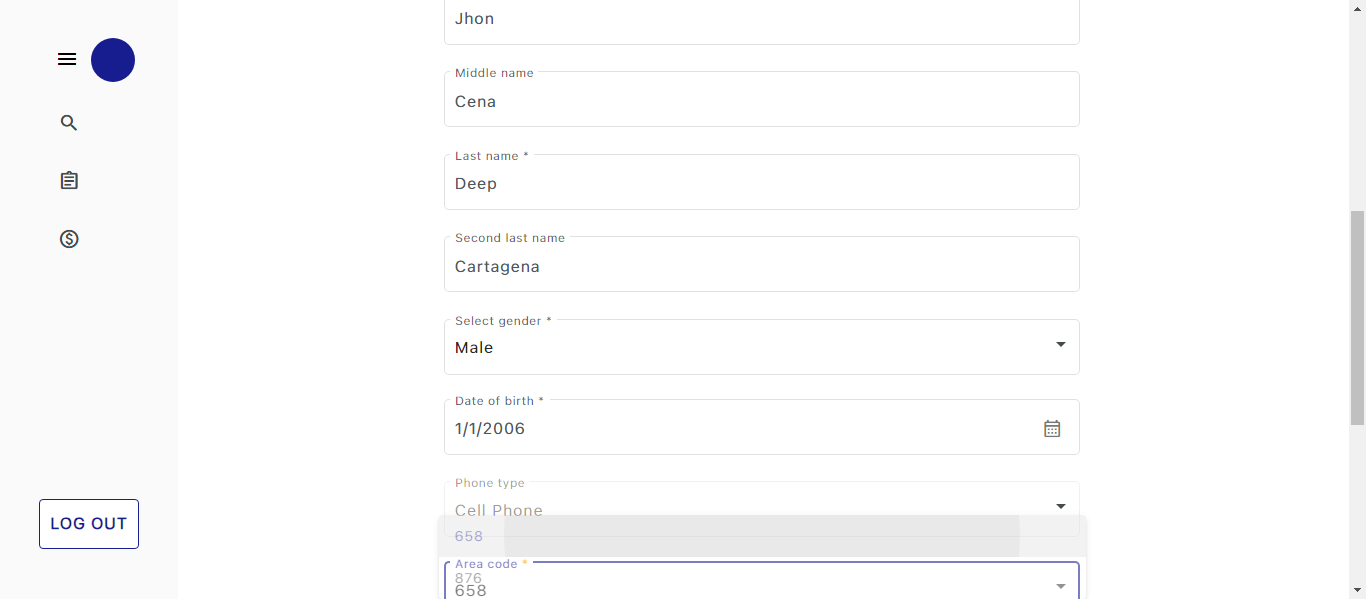 Jhon
Middle name
Cena
Last name *
Deep
Second last name
Cartagena
Select gender *
Male
Date of birth *
1/1/2006
Phone type
Cell Phone
658
Area code *
876
658
LOG OUT